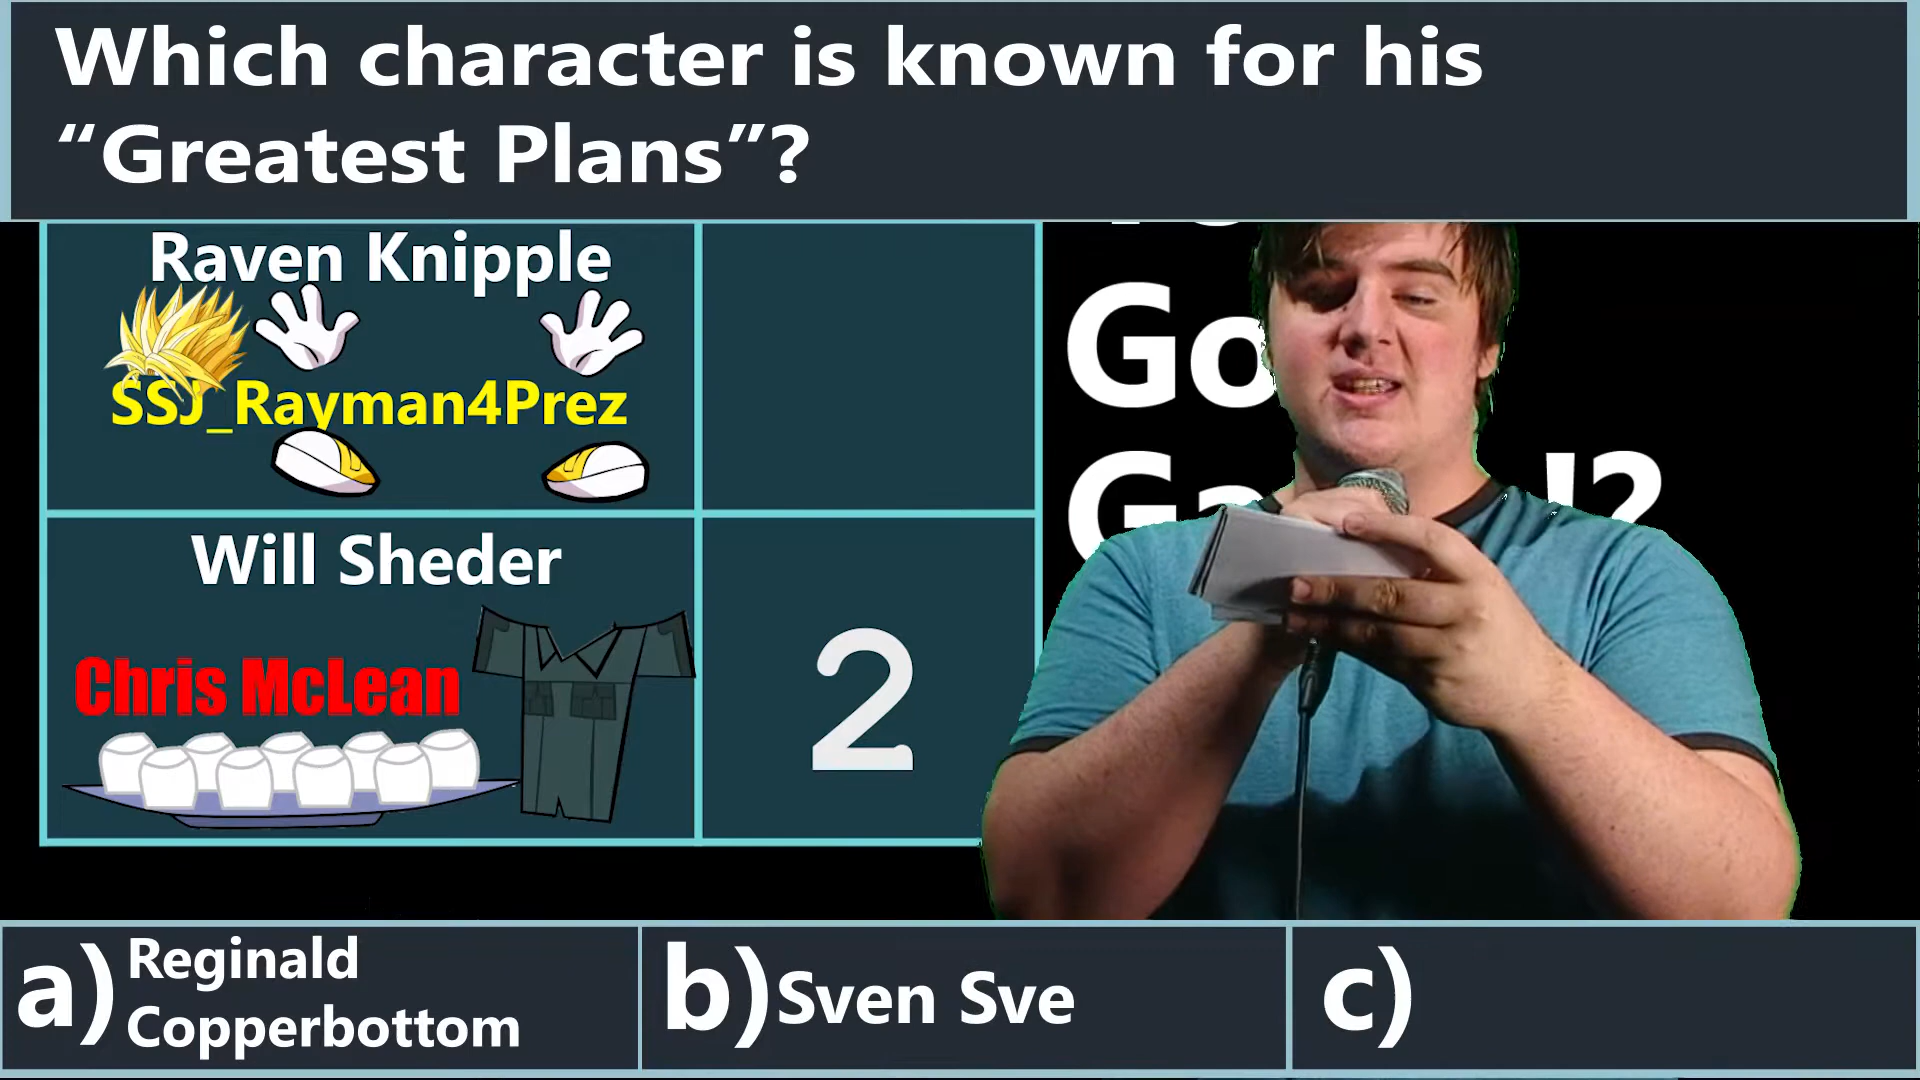 Which character is known for his
“Greatest Plans”?
Raven Knipple
SSJ_Rayman4Prez
Will Sheder
Chris McLean
2
Go
Ga !?
a) Reginald
Copperbottom
b) Sven Sve
c)